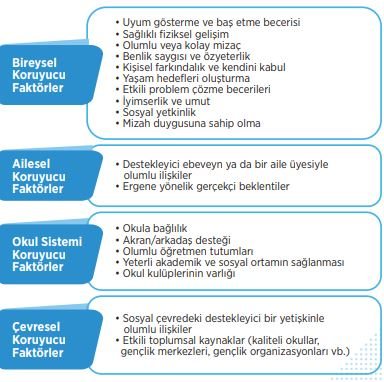 Bireysel
Koruyucu
Faktörler
• Uyum gösterme ve baş etme becerisi
• Sağlıklı fiziksel gelişim
• Olumlu veya kolay mizaç
• Benlik saygısı ve özyeterlik
• Kişisel farkındalık ve kendini kabul
• Yaşam hedefleri oluşturma
• Etkili problem çözme becerileri
• İyimserlik ve umut
• Sosyal yetkinlik
• Mizah duygusuna sahip olma
Ailesel
Koruyucu
Faktörler
• Destekleyici ebeveyn ya da bir aile üyesiyle
olumlu ilişkiler
• Ergene yönelik gerçekçi beklentiler
Okul Sistemi
Koruyucu
Faktörler
• Okula bağlılık
• Akran/arkadaş desteği
• Olumlu öğretmen tutumları
• Yeterli akademik ve sosyal ortamın sağlanması
• Okul kulüplerinin varlığı
Çevresel
Koruyucu
Faktörler
• Sosyal çevredeki destekleyici bir yetişkinle
olumlu ilişkiler
• Etkili toplumsal kaynaklar (kaliteli okullar,
gençlik merkezleri, gençlik organizasyonları vb.)